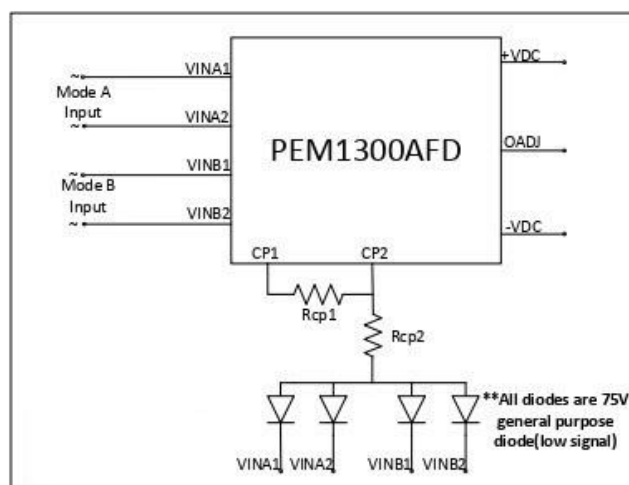 VINA1
+VDC
~
Mode A
Input
~
VINA2
PEM1300AFD
OADJ
~
VINB1
Mode B
Input
~
VINB2
-VDC
CP1
CP2
Rcp1
Rcp2
**All diodes are 75V
general purpose
diode(low signal)
VINA1
VINA2
VINB1
VINB2